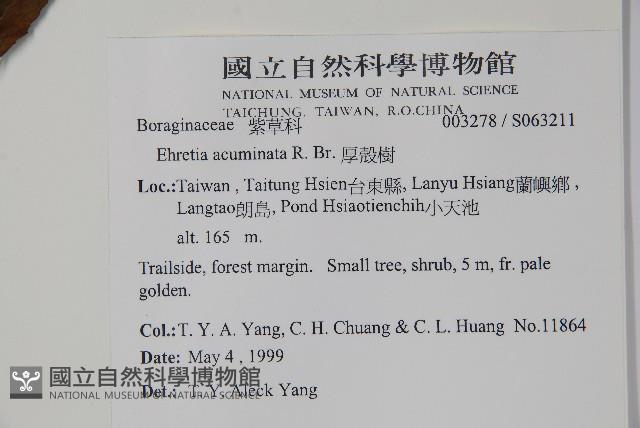 國立自然科學博物館
NATIONAL MUSEUM OF NATURAL SCIENCE
TAICHUNG, TAIWAN, R.O.CHINA
Boraginaceae 紫草科 003278 / S063211
Ehretia acuminata R. Br. 厚殼樹
Loc.:Taiwan , Taitung Hsien台東縣, Lanyu Hsiang蘭嶼鄉 ,
Langtao朗島, Pond Hsiaotienchih小天池
alt. 165 m.
Trailside, forest margin. Small tree, shrub, 5 m, fr. pale
golden.
Col.:T. Y. A. Yang, C. H. Chuang & C. L. Huang No.11864
Date: May 4 , 1999
Det.: T. Y. Aleck Yang
國立自然科學博物館
NATIONAL MUSEUM OF NATURAL SCIENCE